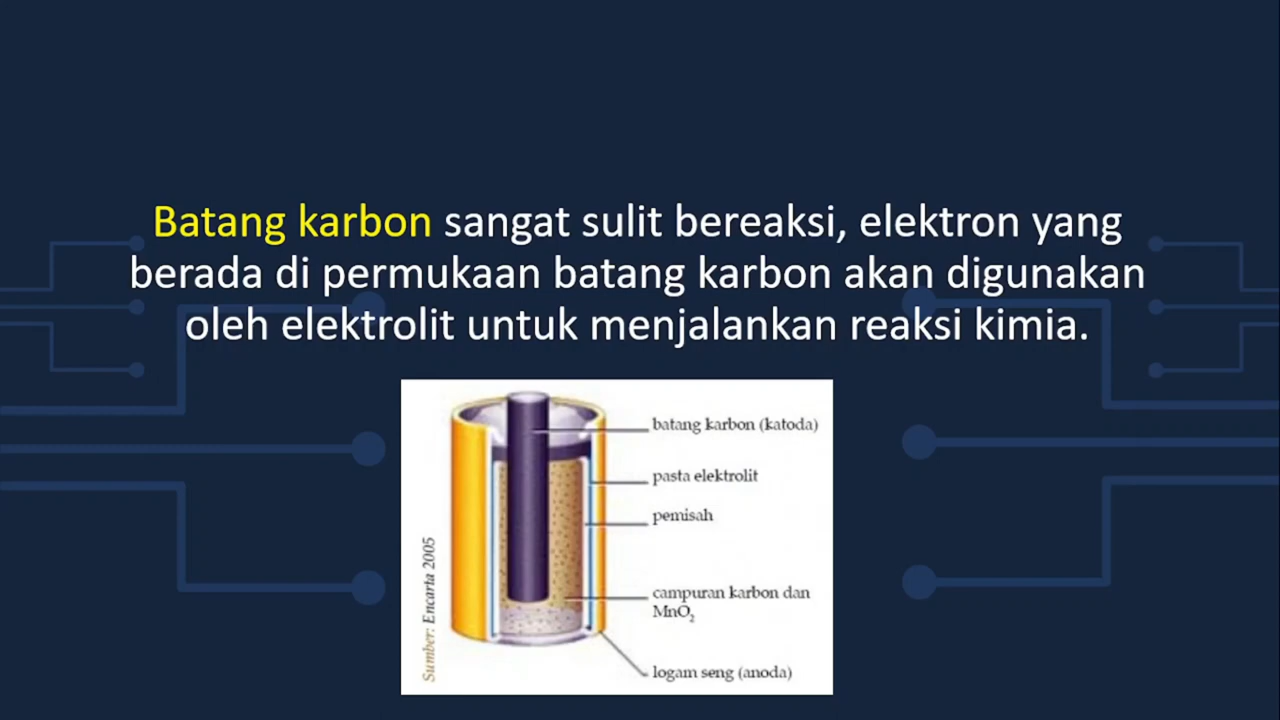 Batang karbon sangat sulit bereaksi, elektron yang
berada di permukaan batang karbon akan digunakan
oleh elektrolit untuk menjalankan reaksi kimia.
batang karbon (katoda)
pasta elektrolit
pemisah
campuran karbon dan
MnO₂
logam seng (anoda)
Sumber: Encarta 2005